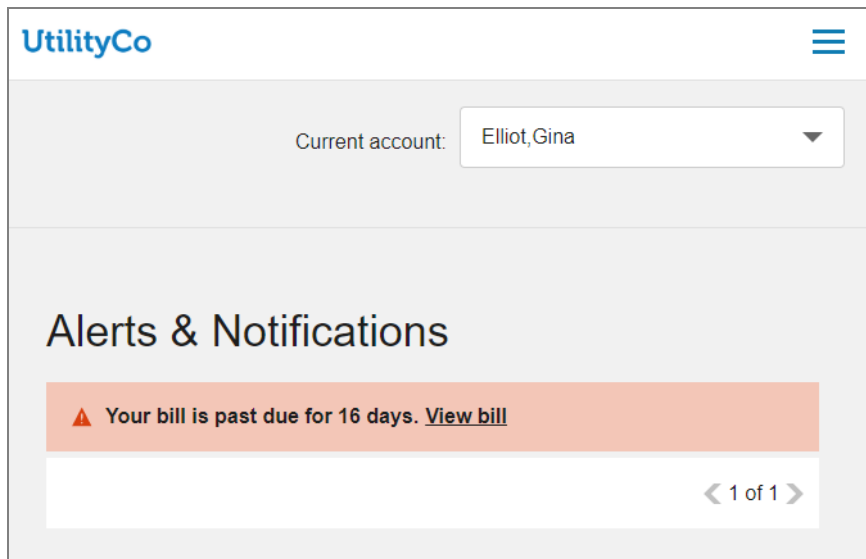 UtilityCo
Current account: Elliot,Gina
Alerts & Notifications
Your bill is past due for 16 days. View bill
1 of 1